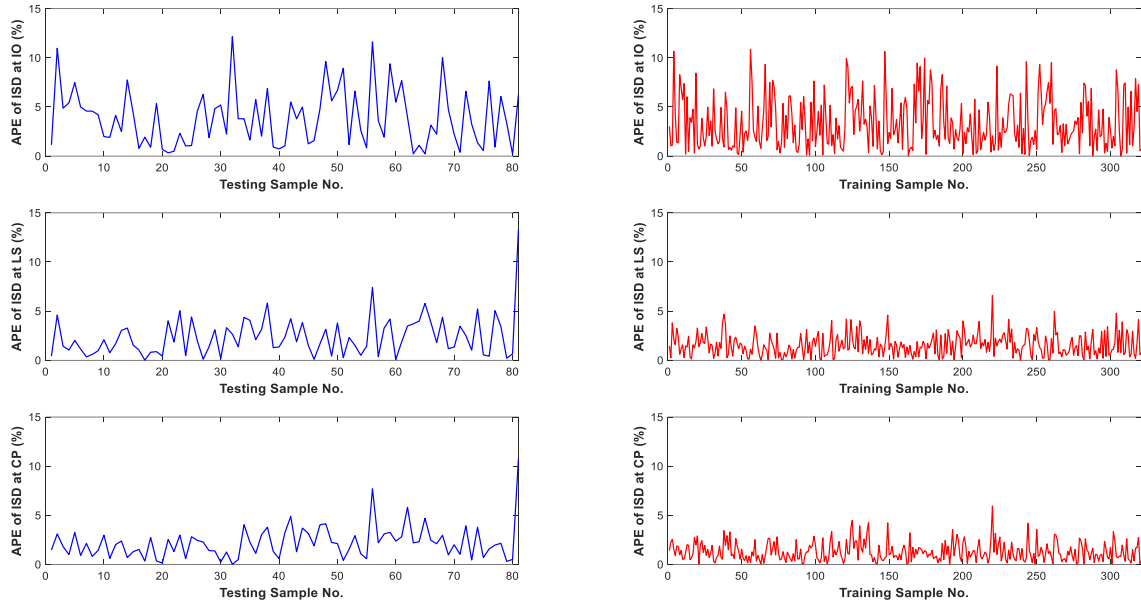 15
10
5
0
APE of ISD at IO (%)
0 10 20 30 40 50 60 70 80
Testing Sample No.
15
10
5
0
APE of ISD at IO (%)
0 50 100 150 200 250 300
Training Sample No.
15
10
5
0
APE of ISD at LS (%)
0 10 20 30 40 50 60 70 80
Testing Sample No.
15
10
5
0
APE of ISD at LS (%)
0 50 100 150 200 250 300
Training Sample No.
15
10
5
0
APE of ISD at CP (%)
0 10 20 30 40 50 60 70 80
Testing Sample No.
15
10
5
0
APE of ISD at CP (%)
0 50 100 150 200 250 300
Training Sample No.